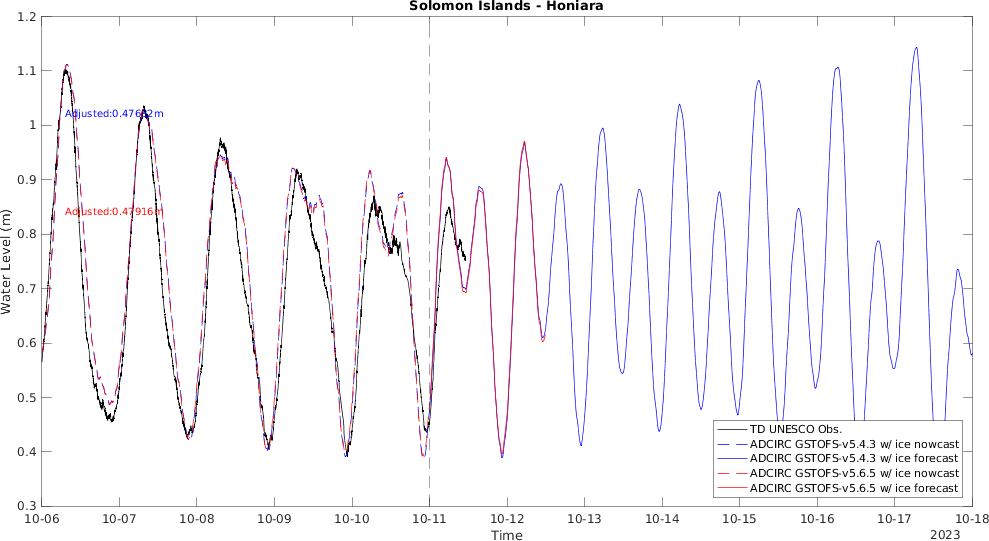 Solomon Islands - Honiara
1.2
1.1
1
0.9
0.8
0.7
0.6
0.5
0.4
0.3
Water Level (m)
Adjusted:0.47662m
Adjusted:0.47916m
TD UNESCO Obs.
ADCIRC GSTOFS-v5.4.3 w/ ice nowcast
ADCIRC GSTOFS-v5.4.3 w/ ice forecast
ADCIRC GSTOFS-v5.6.5 w/ ice nowcast
ADCIRC GSTOFS-v5.6.5 w/ ice forecast
10-06 10-07 10-08 10-09 10-10 10-11 10-12 10-13 10-14 10-15 10-16 10-17 10-18
Time
2023